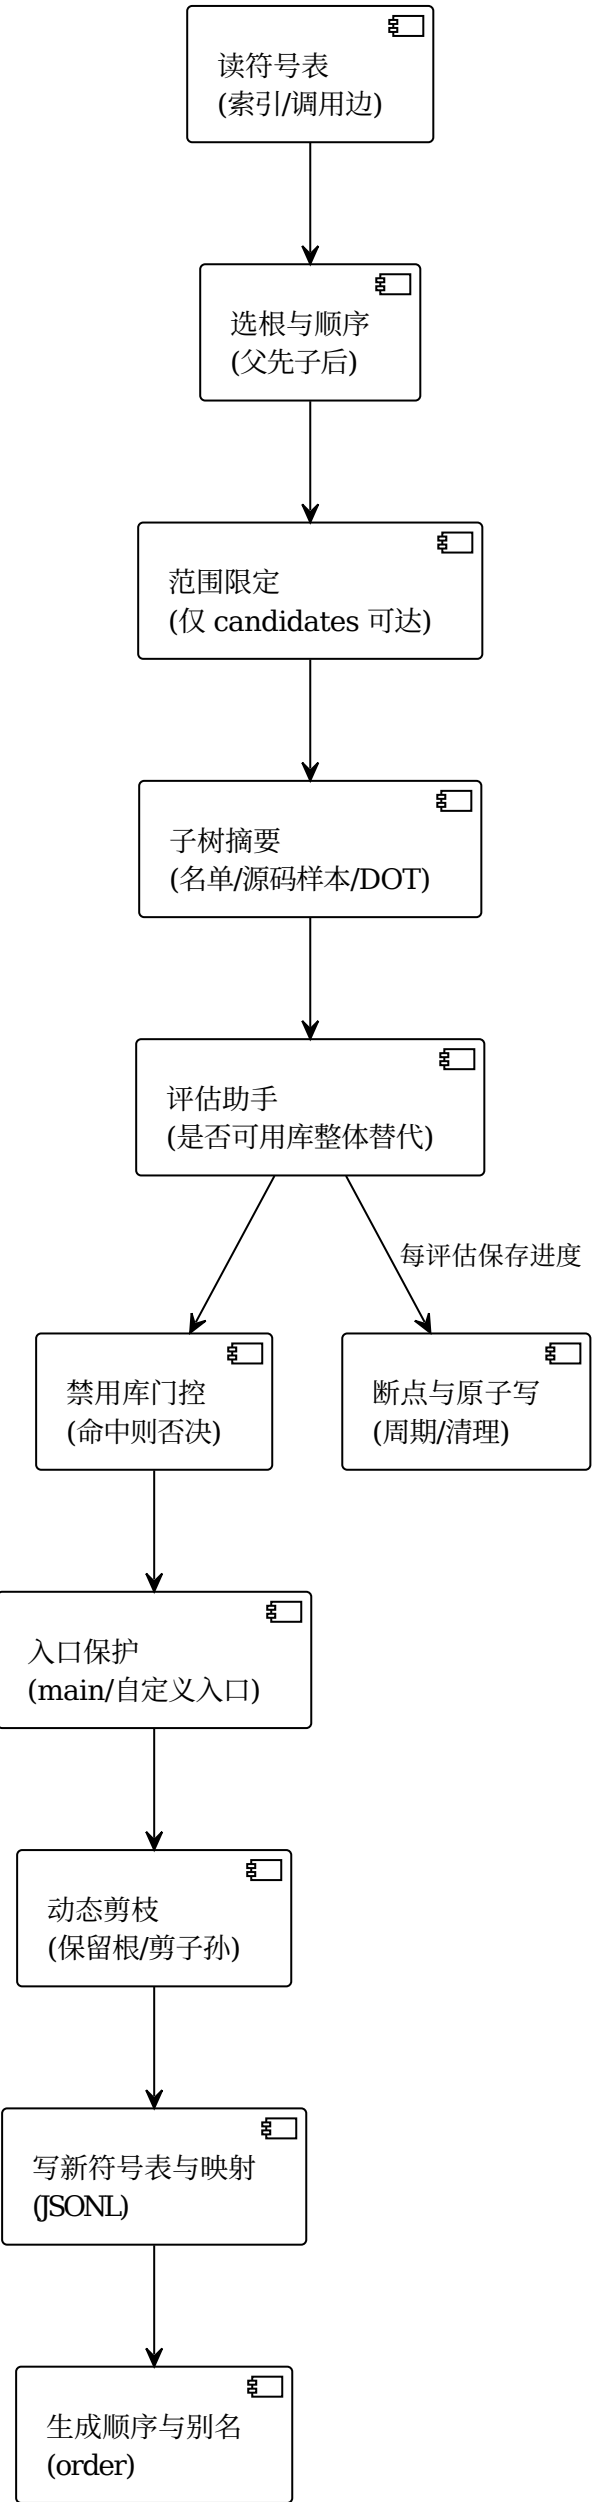 读符号表
(索引/调用边)
选根与顺序
(父先子后)
范围限定
(仅 candidates 可达)
子树摘要
(名单/源码样本/DOT)
评估助手
(是否可用库整体替代)
每评估保存进度
禁用库门控
(命中则否决)
断点与原子写
(周期/清理)
入口保护
(main/自定义入口)
动态剪枝
(保留根/剪子孙)
写新符号表与映射
(JSONL)
生成顺序与别名
(order)